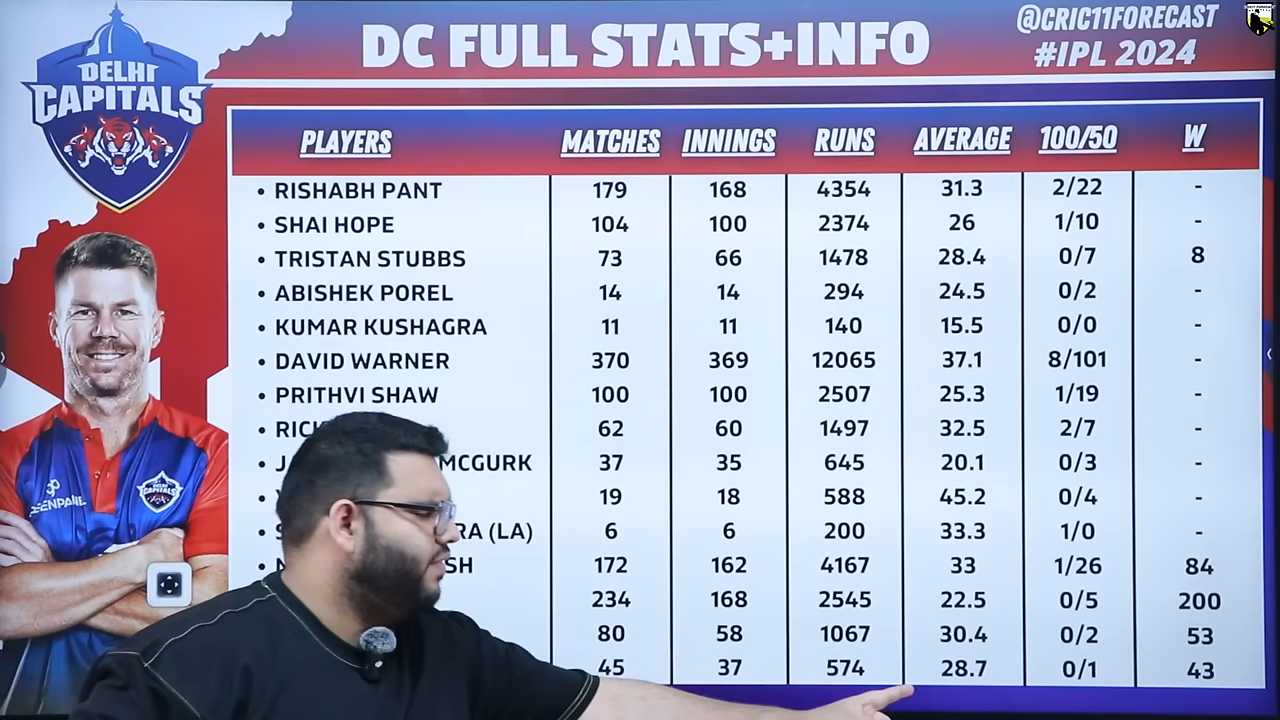 DC FULL STATS+INFO
@CRIC11FORECAST
#IPL 2024
DELHI
CAPITALS
PLAYERS MATCHES INNINGS RUNS AVERAGE 100/50 W
• RISHABH PANT 179 168 4354 31.3 2/22 -
• SHAI HOPE 104 100 2374 26 1/10 -
• TRISTAN STUBBS 73 66 1478 28.4 0/7 8
• ABISHEK POREL 14 14 294 24.5 0/2 -
• KUMAR KUSHAGRA 11 11 140 15.5 0/0 -
• DAVID WARNER 370 369 12065 37.1 8/101 -
• PRITHVI SHAW 100 100 2507 25.3 1/19 -
• RICK 62 60 1497 32.5 2/7 -
• J MCGURK 37 35 645 20.1 0/3 -
• 19 18 588 45.2 0/4 -
• S RA (LA) 6 6 200 33.3 1/0 -
• SH 172 162 4167 33 1/26 84
234 168 2545 22.5 0/5 200
80 58 1067 30.4 0/2 53
45 37 574 28.7 0/1 43